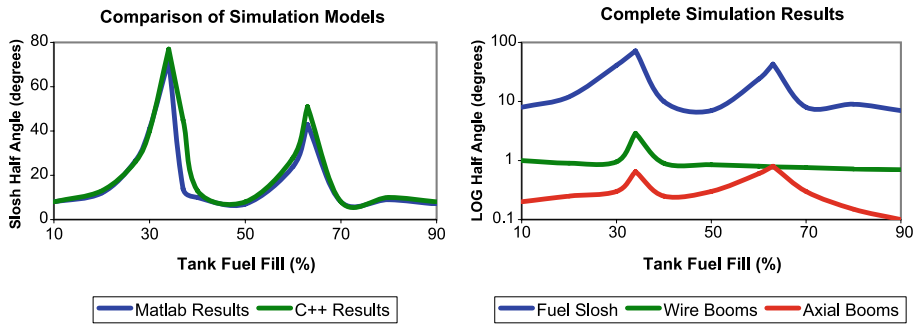 Comparison of Simulation Models
Slosh Half Angle (degrees)
80
60
40
20
0
10 30 50 70 90
Tank Fuel Fill (%)
Matlab Results C++ Results
Complete Simulation Results
LOG Half Angle (degrees)
100
10
1
0.1
10 30 50 70 90
Tank Fuel Fill (%)
Fuel Slosh Wire Booms Axial Booms